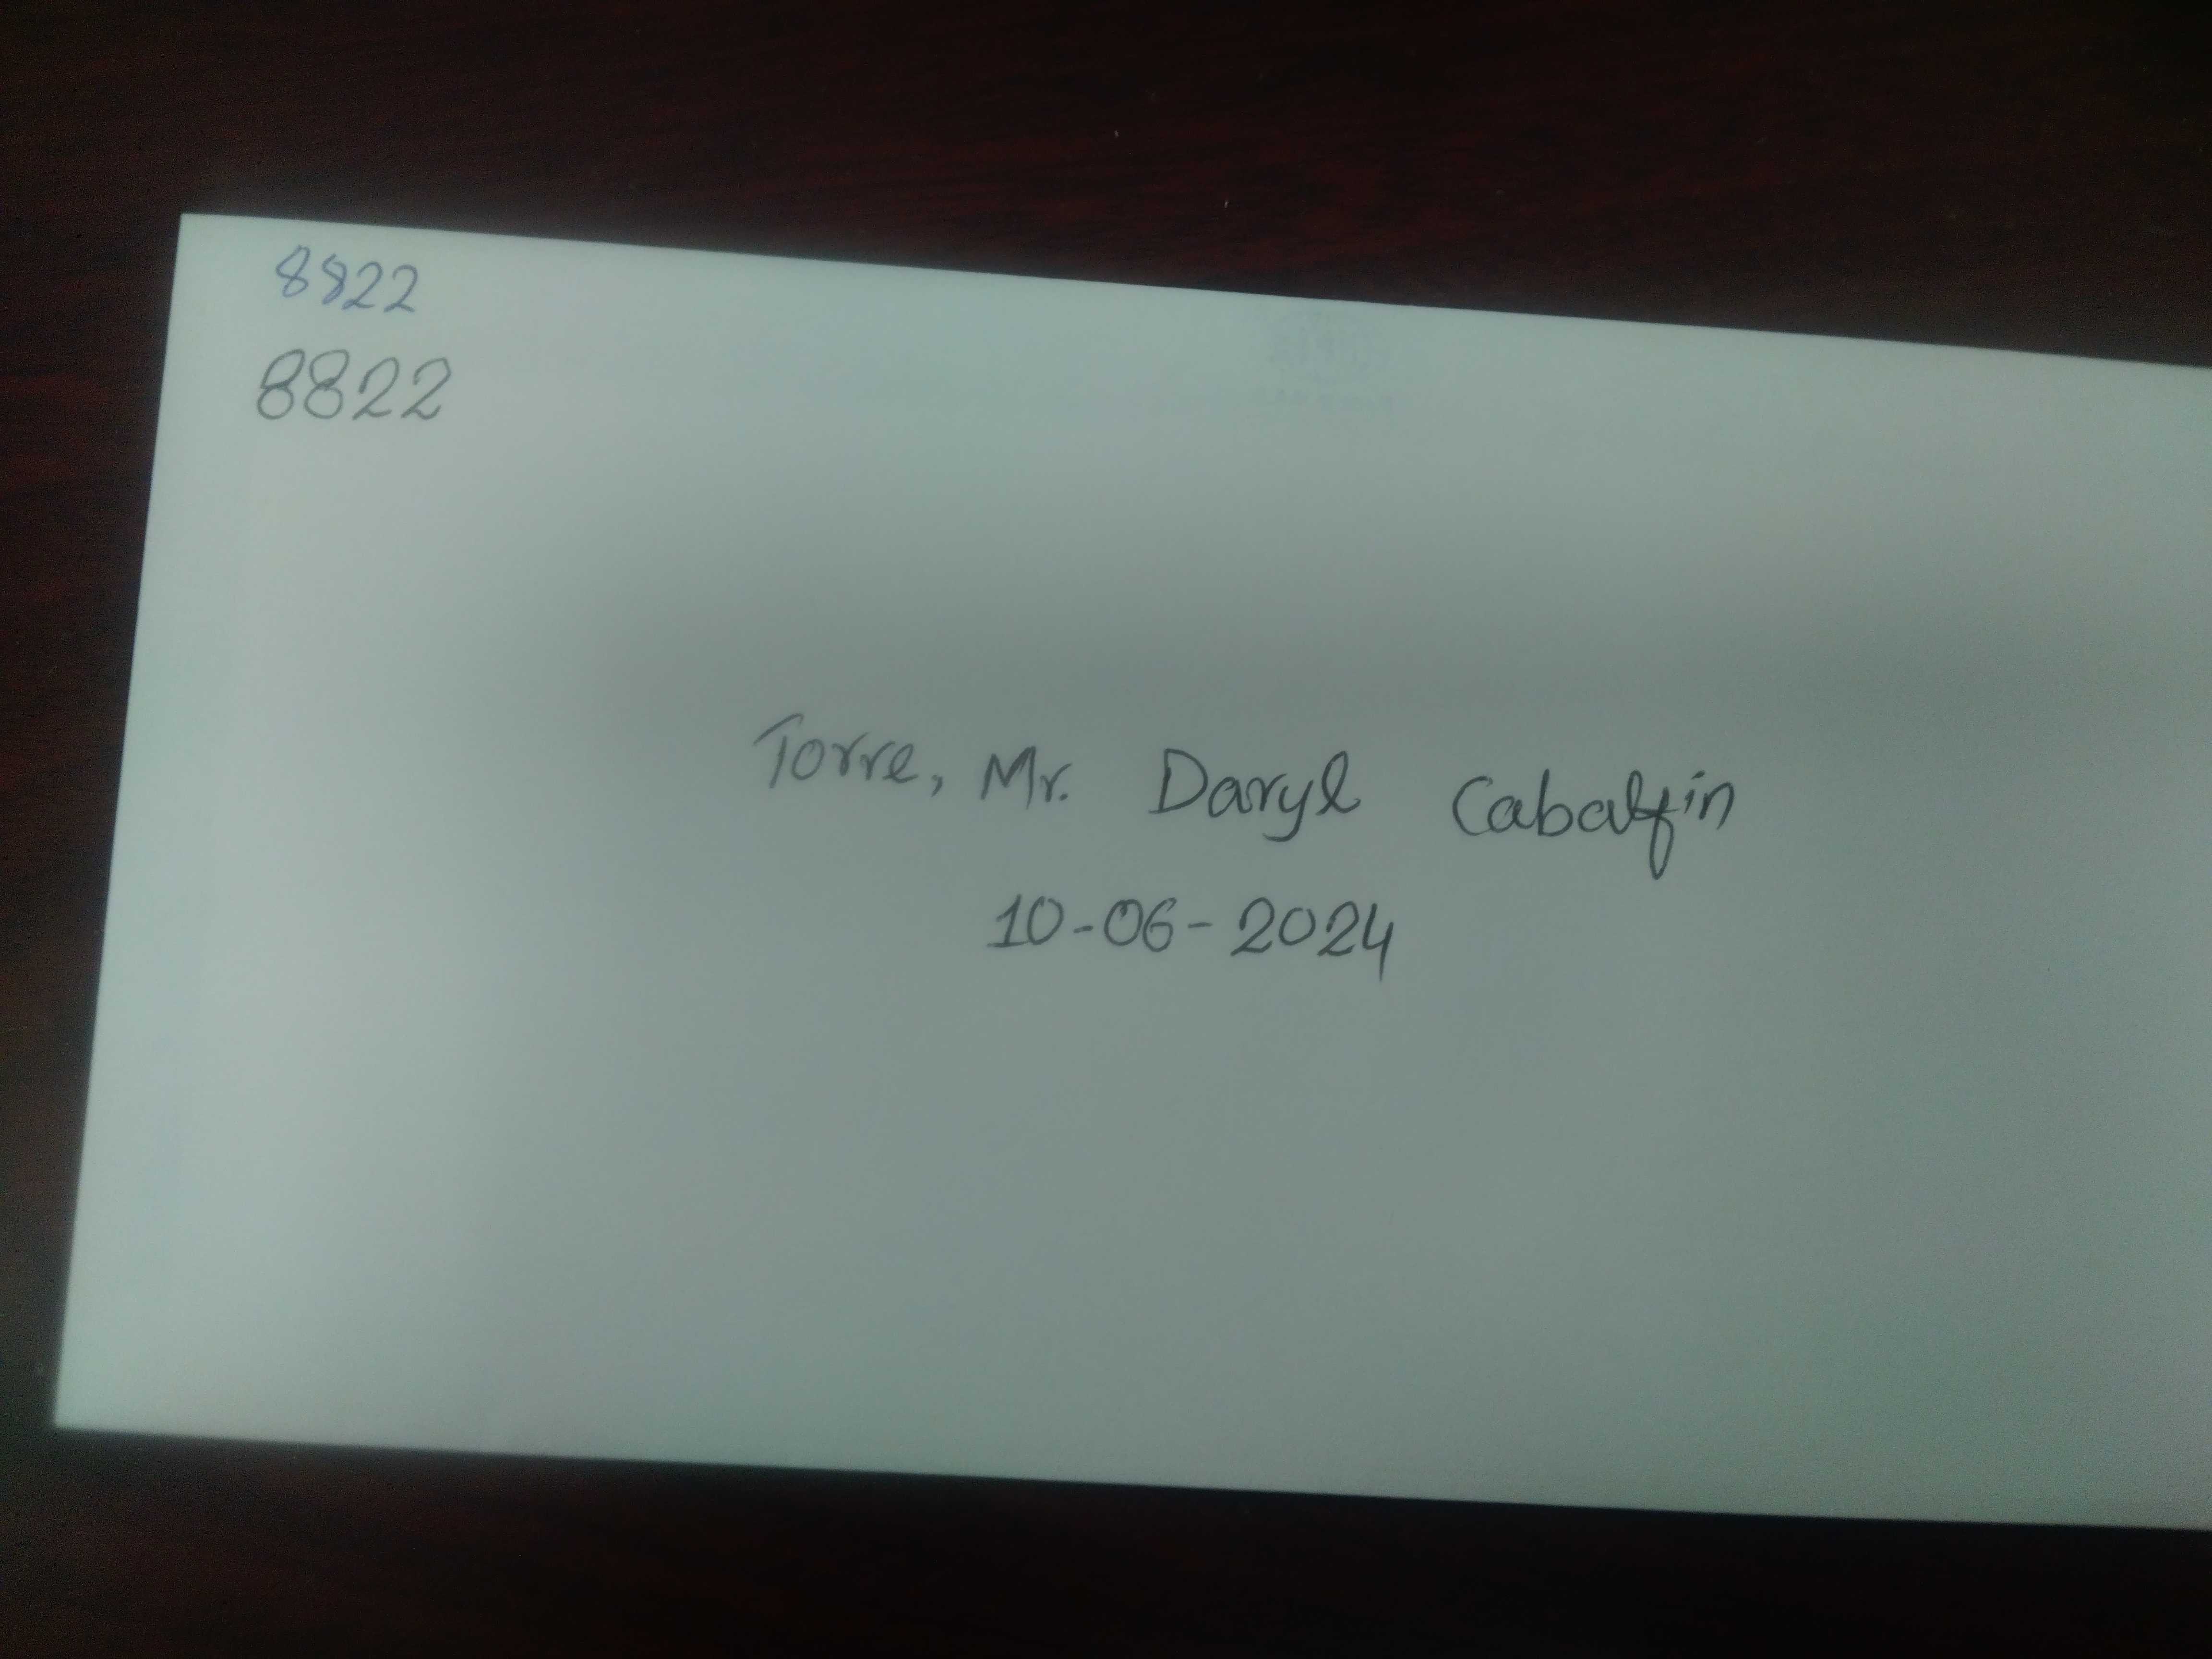 8822
8822
Torre, Mr. Daryl Cabalfin
10-06-2024